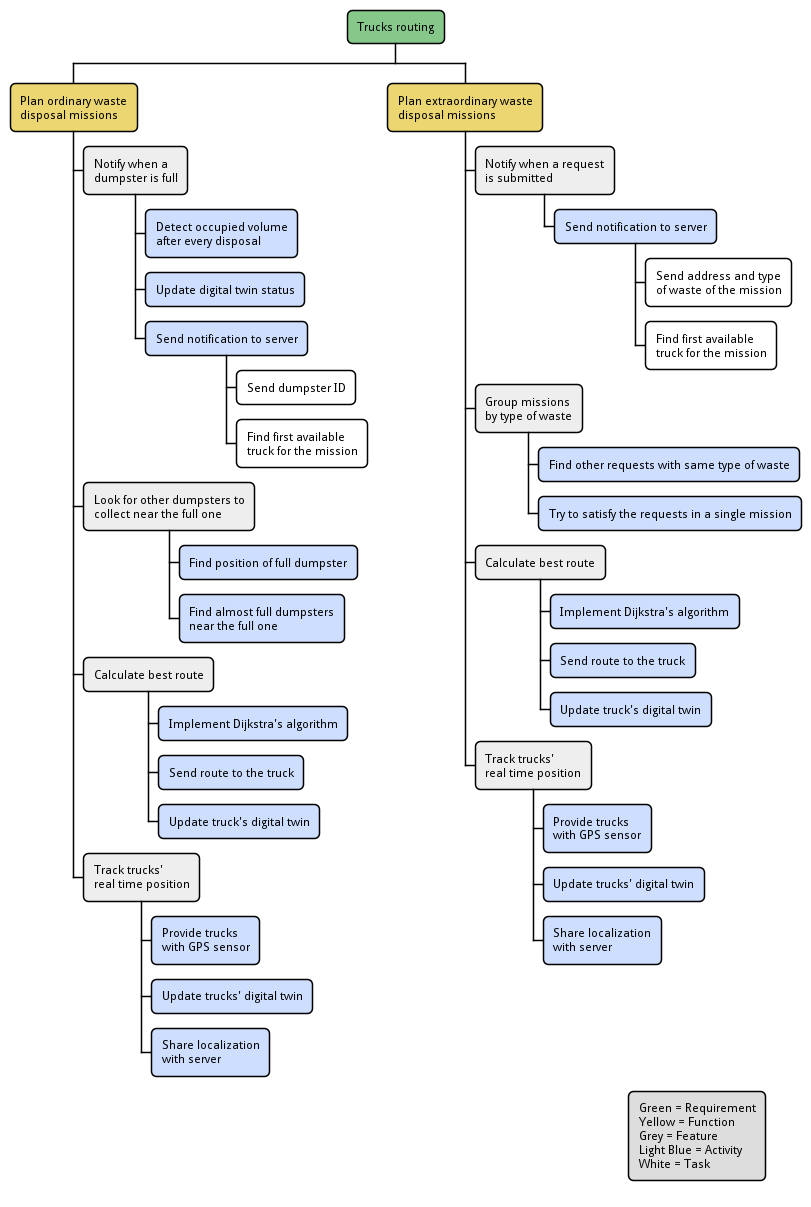 Trucks routing
Plan ordinary waste
disposal missions
Notify when a
dumpster is full
Detect occupied volume
after every disposal
Update digital twin status
Send notification to server
Send dumpster ID
Find first available
truck for the mission
Look for other dumpsters to
collect near the full one
Find position of full dumpster
Find almost full dumpsters
near the full one
Calculate best route
Implement Dijkstra's algorithm
Send route to the truck
Update truck's digital twin
Track trucks'
real time position
Provide trucks
with GPS sensor
Update trucks' digital twin
Share localization
with server
Plan extraordinary waste
disposal missions
Notify when a request
is submitted
Send notification to server
Send address and type
of waste of the mission
Find first available
truck for the mission
Group missions
by type of waste
Find other requests with same type of waste
Try to satisfy the requests in a single mission
Calculate best route
Implement Dijkstra's algorithm
Send route to the truck
Update truck's digital twin
Track trucks'
real time position
Provide trucks
with GPS sensor
Update trucks' digital twin
Share localization
with server
Green = Requirement
Yellow = Function
Grey = Feature
Light Blue = Activity
White = Task